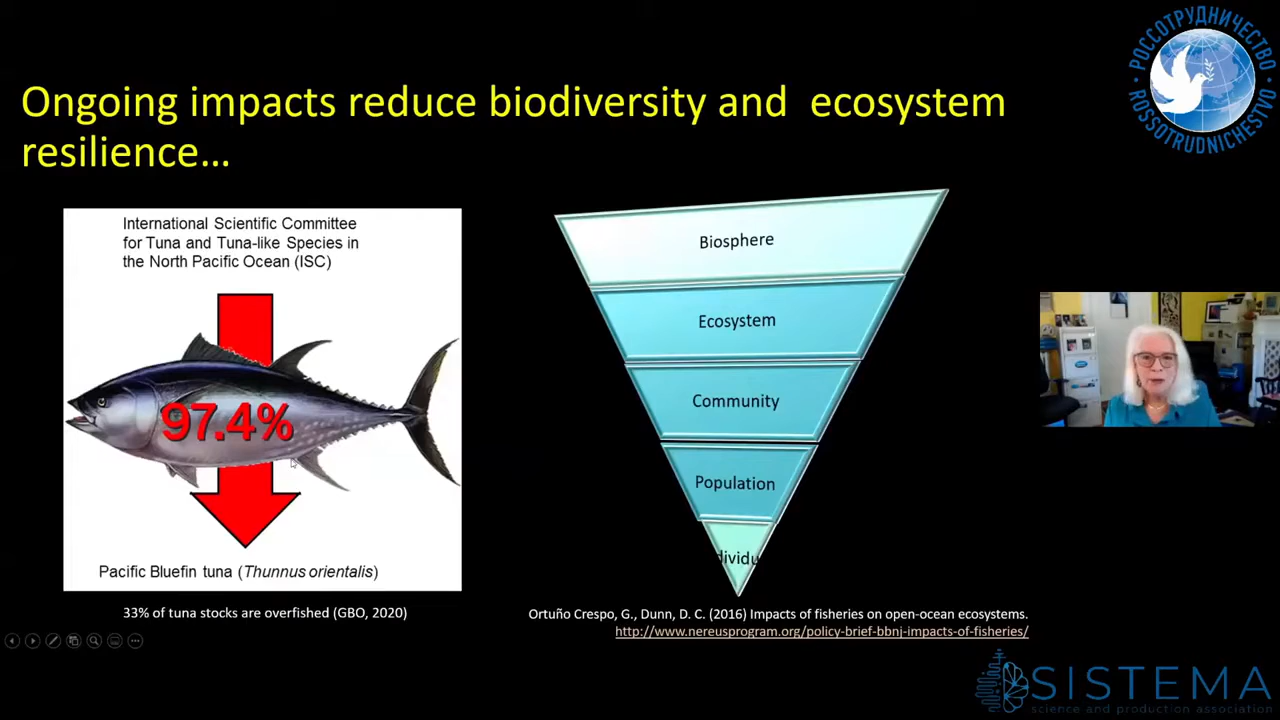 РОССОТРУДНИЧЕСТВО
ROSSOTRUDNICHESTVO
Ongoing impacts reduce biodiversity and ecosystem
resilience…
International Scientific Committee
for Tuna and Tuna-like Species in
the North Pacific Ocean (ISC)
97.4%
Pacific Bluefin tuna (Thunnus orientalis)
33% of tuna stocks are overfished (GBO, 2020)
Biosphere
Ecosystem
Community
Population
dividu
Ortuño Crespo, G., Dunn, D. C. (2016) Impacts of fisheries on open-ocean ecosystems.
http://www.nereusprogram.org/policy-brief-bbnj-impacts-of-fisheries/
SISTEMA
science and production association